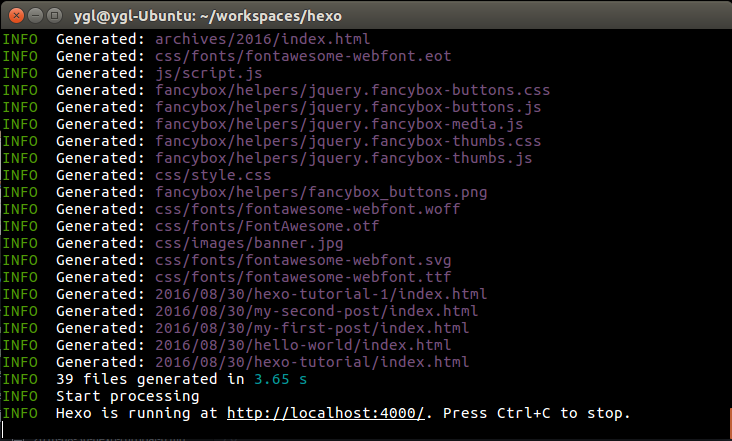 ygl@ygl-Ubuntu: ~/workspaces/hexo
INFO  Generated: archives/2016/index.html
INFO  Generated: css/fonts/fontawesome-webfont.eot
INFO  Generated: js/script.js
INFO  Generated: fancybox/helpers/jquery.fancybox-buttons.css
INFO  Generated: fancybox/helpers/jquery.fancybox-buttons.js
INFO  Generated: fancybox/helpers/jquery.fancybox-media.js
INFO  Generated: fancybox/helpers/jquery.fancybox-thumbs.css
INFO  Generated: fancybox/helpers/jquery.fancybox-thumbs.js
INFO  Generated: css/style.css
INFO  Generated: fancybox/helpers/fancybox_buttons.png
INFO  Generated: css/fonts/fontawesome-webfont.woff
INFO  Generated: css/fonts/FontAwesome.otf
INFO  Generated: css/images/banner.jpg
INFO  Generated: css/fonts/fontawesome-webfont.svg
INFO  Generated: css/fonts/fontawesome-webfont.ttf
INFO  Generated: 2016/08/30/hexo-tutorial-1/index.html
INFO  Generated: 2016/08/30/my-second-post/index.html
INFO  Generated: 2016/08/30/my-first-post/index.html
INFO  Generated: 2016/08/30/hello-world/index.html
INFO  Generated: 2016/08/30/hexo-tutorial/index.html
INFO  39 files generated in 3.65 s
INFO  Start processing
INFO  Hexo is running at http://localhost:4000/. Press Ctrl+C to stop.